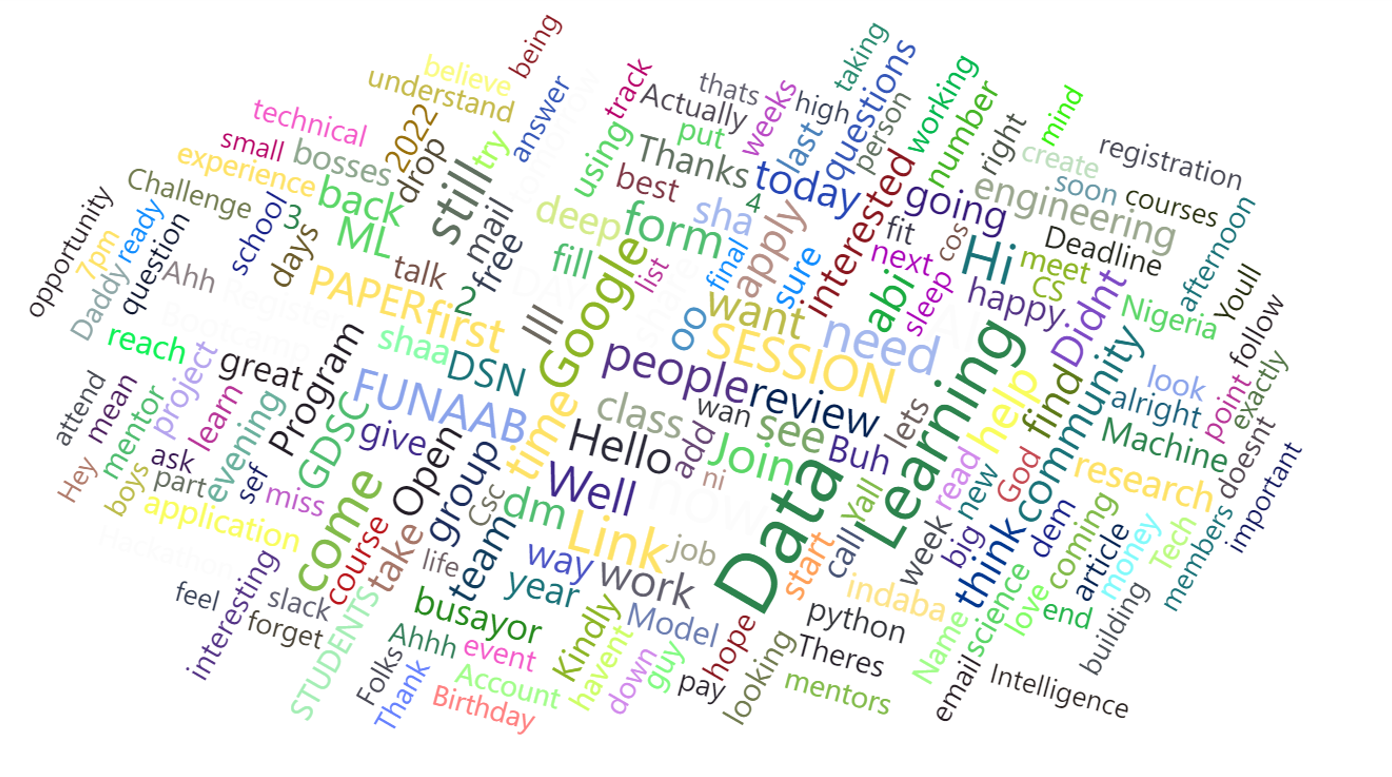 being
believe
understand
answer
technical
2022
drop
try
small
bosses
experience
Challenge
back
still
school
3
days
ML
mail
free
opportunity
7pm
ready
Daddy
question
Ahh
talk
2
PAPER
first
Register
Bootcamp
reach
project
great
Program
shaa
DSN
attend
mean
mentor
learn
evening
GDSC
FUNAAB
give
Hey
boys
ask
part
sef
miss
application
come
Open
group
Csc
Hackathon
interesting
feel
slack
forget
course
take
life
team
STUDENTS
busayor
Folks
Ahhh
Thank
event
Account
Birthday
track
using
thats
Actually
put
weeks
high
taking
questions
person
working
number
Thanks
last
best
today
4
deep
form
sha
apply
interested
going
fit
right
mind
create
registration
soon
courses
engineering
fill
list
final
sure
next
cos
Hi
Deadline
meet
CS
afternoon
DAY
share
AI
IIII
Google
oo
want
abi
sleep
happy
Didnt
Nigeria
Youll
follow
SESSION
need
people
review
time
class
wan
see
lets
Learning
help
find
community
look
alright
point
exactly
Hello
add
ni
Join
Buh
read
God
Machine
doesnt
Well
now
Data
Yall
new
research
important
dm
Link
job
start
call
week
big
think
dem
coming
article
money
Tech
members
way
work
year
indaba
science
love
end
building
Kindly
Model
python
Name
havent
down
guy
hope
pay
looking
Theres
mentors
email
Intelligence